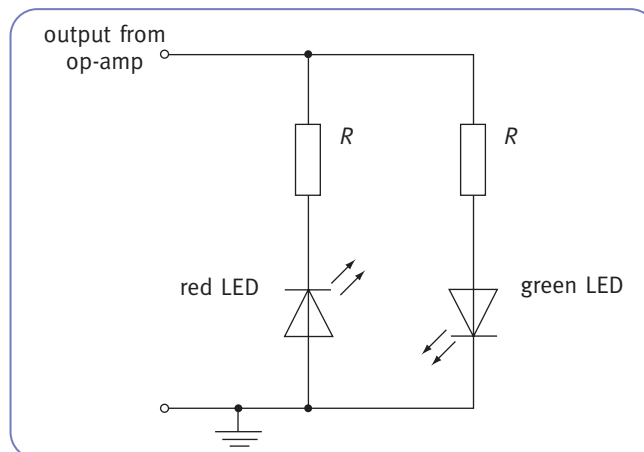 output from
op-amp
R
R
red LED
green LED